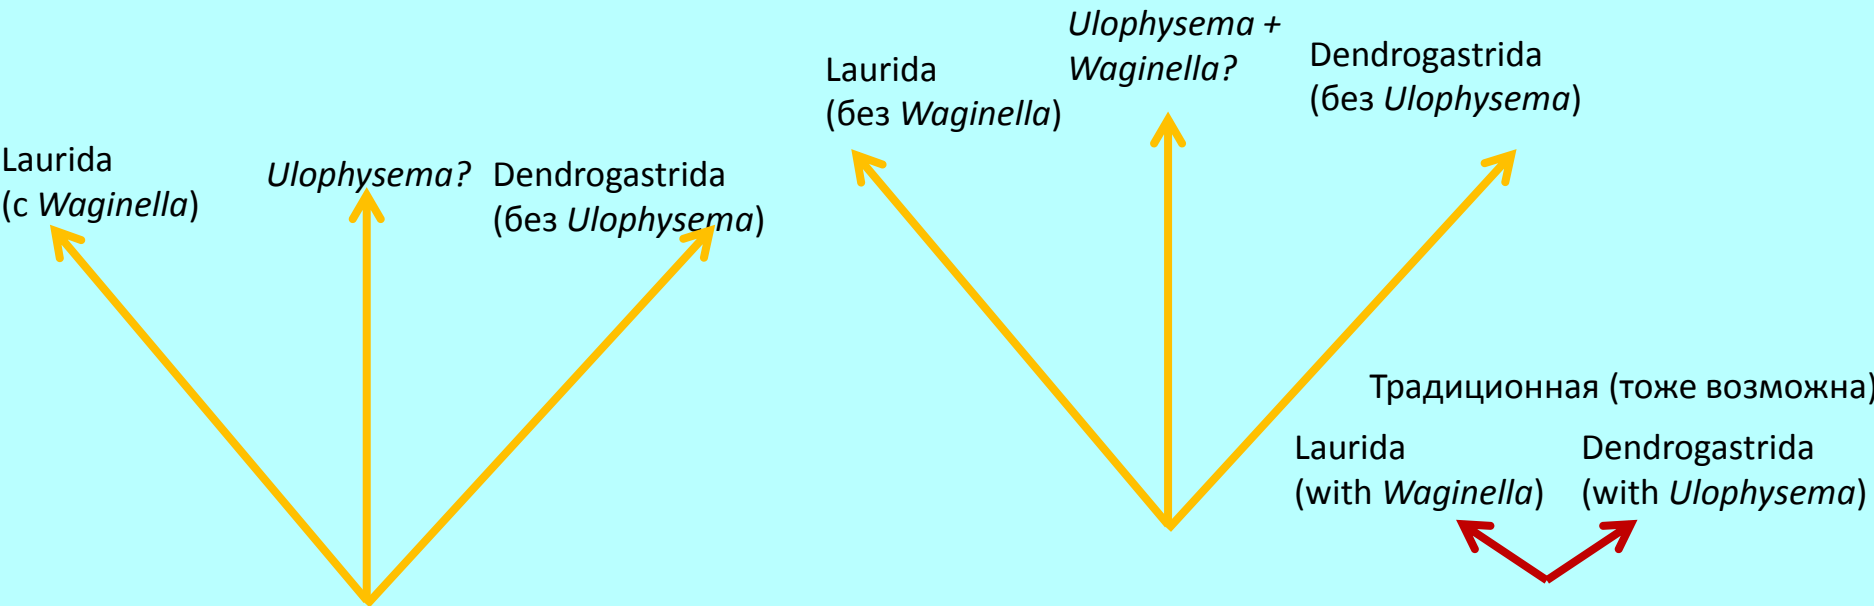 Laurida
(с Waginella)
Ulophysema?
Dendrogastrida
(без Ulophysema)
Laurida
(без Waginella)
Ulophysema +
Waginella?
Dendrogastrida
(без Ulophysema)
Традиционная (тоже возможна)
Laurida
(with Waginella)
Dendrogastrida
(with Ulophysema)